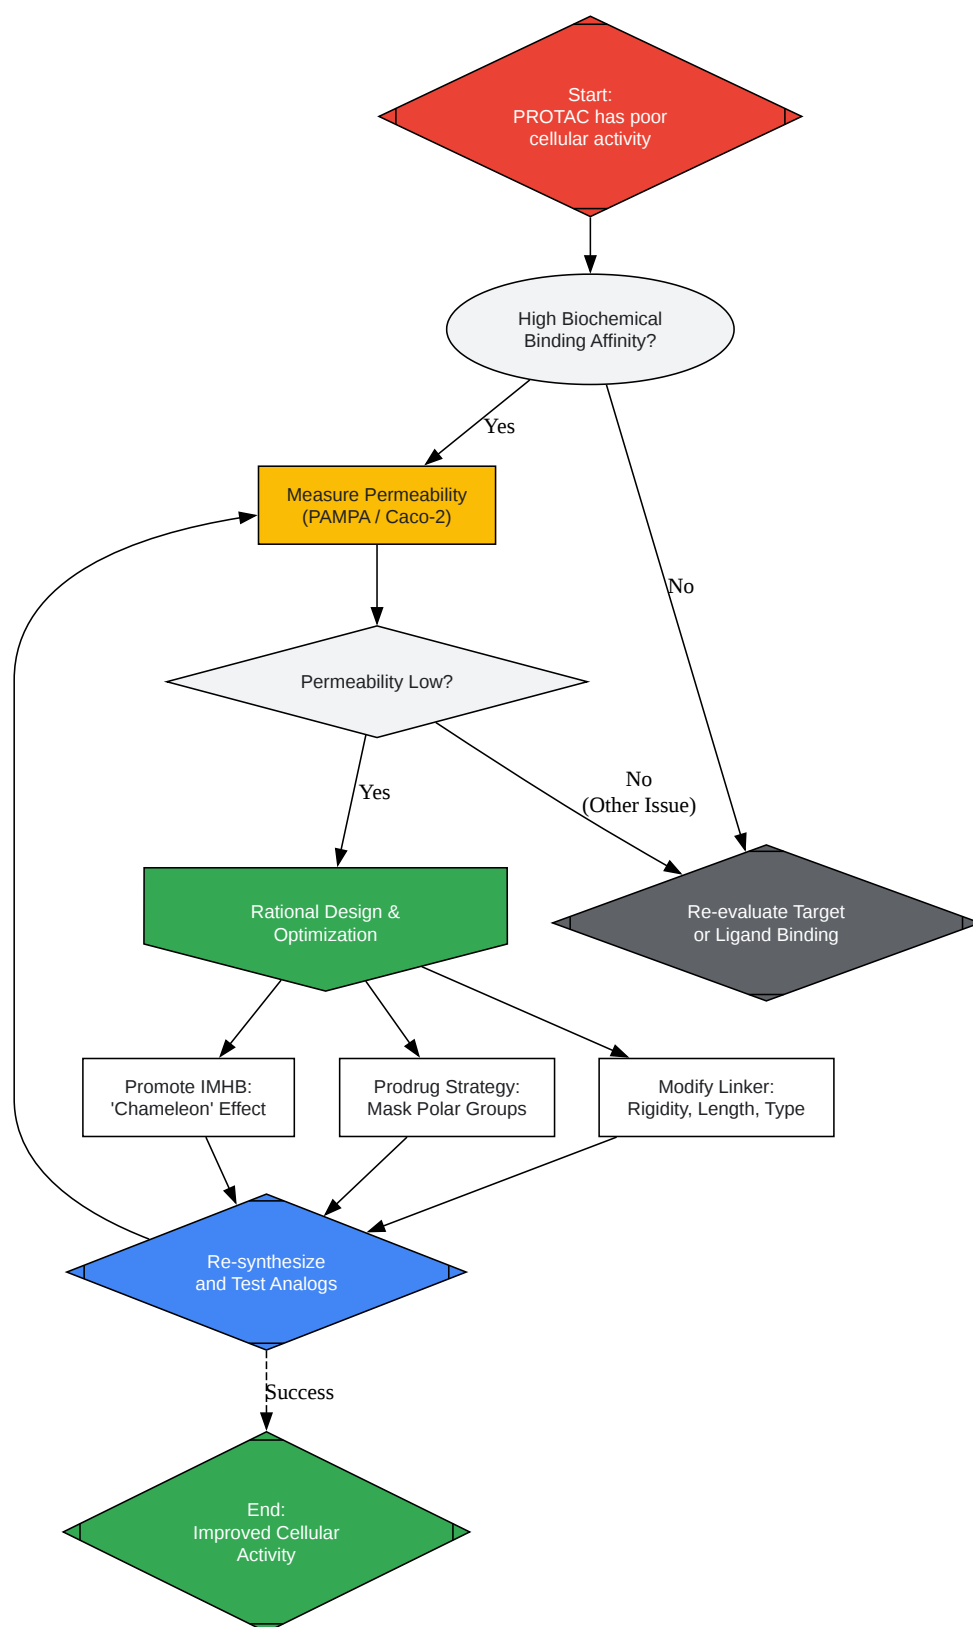 Start:
PROTAC has poor
cellular activity
High Biochemical
Binding Affinity?
Yes
Measure Permeability
(PAMPA / Caco-2)
No
Permeability Low?
Yes
No
(Other Issue)
Rational Design &
Optimization
Re-evaluate Target
or Ligand Binding
Promote IMHB:
'Chameleon' Effect
Prodrug Strategy:
Mask Polar Groups
Modify Linker:
Rigidity, Length, Type
Re-synthesize
and Test Analogs
Success
End:
Improved Cellular
Activity